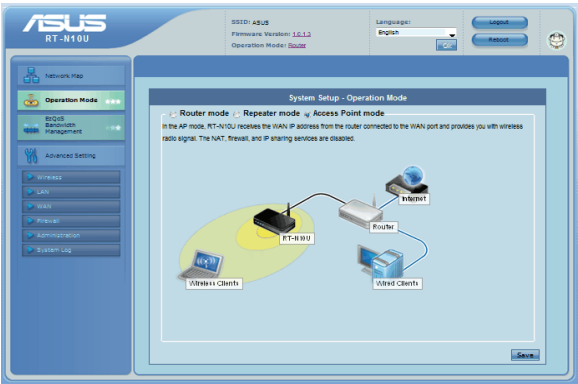 ASUS
RT-N10U
SSID: ASUS
Firmware Version: 1.0.1.3
Operation Mode: Router
Language:
English
OK
Logout
Reboot
Network Map
Operation Mode
EzQoS
Bandwidth
Management
Advanced Setting
Wireless
LAN
WAN
Firewall
Administration
System Log
System Setup - Operation Mode
Router mode Repeater mode Access Point mode
In the AP mode, RT-N10U receives the WAN IP address from the router connected to the WAN port and provides you with wireless
radio signal. The NAT, firewall, and IP sharing services are disabled.
Internet
Router
RT-N10U
Wireless Clients
Wired Clients
Save